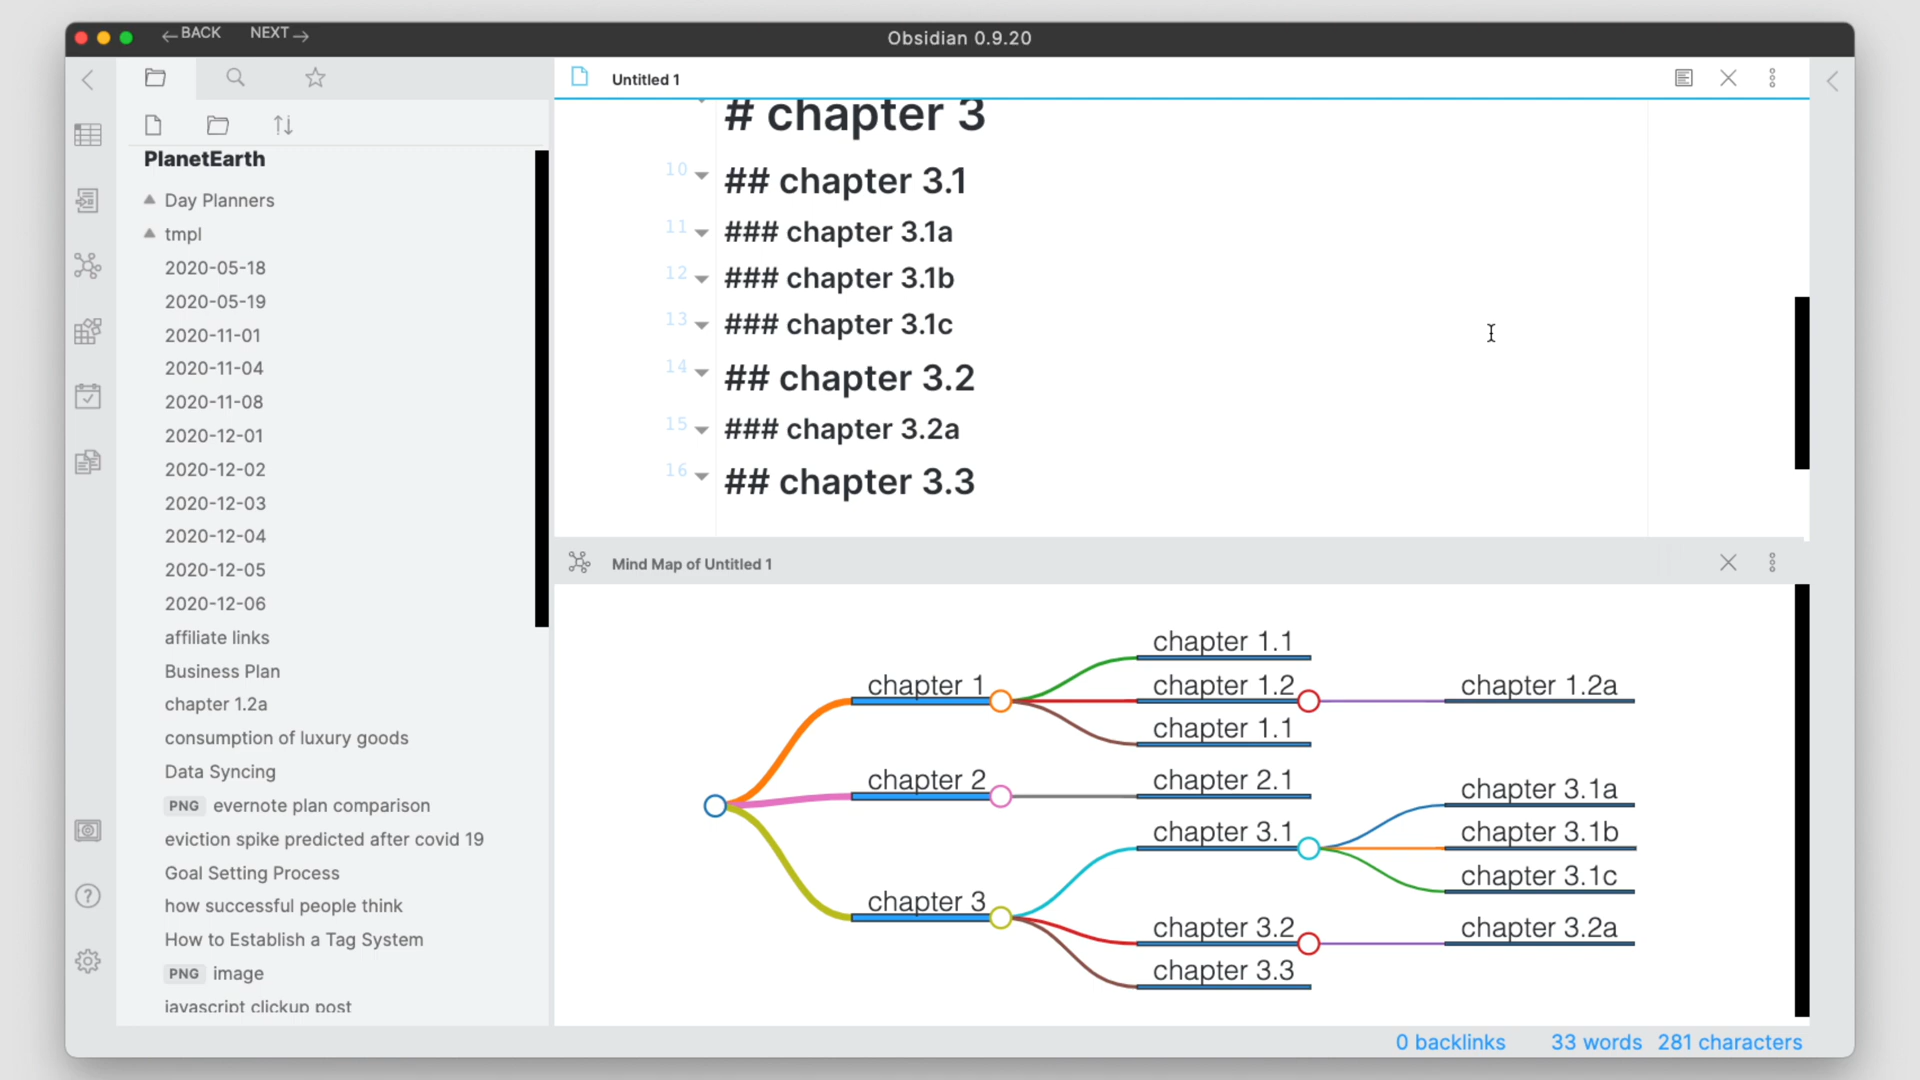 ← BACK NEXT →
Obsidian 0.9.20
Untitled 1
PlanetEarth
Day Planners
tmpl
2020-05-18
2020-05-19
2020-11-01
2020-11-04
2020-11-08
2020-12-01
2020-12-02
2020-12-03
2020-12-04
2020-12-05
2020-12-06
affiliate links
Business Plan
chapter 1.2a
consumption of luxury goods
Data Syncing
PNG evernote plan comparison
eviction spike predicted after covid 19
Goal Setting Process
how successful people think
How to Establish a Tag System
PNG image
javascript clickup post
# chapter 3
10 ## chapter 3.1
11 ### chapter 3.1a
12 ### chapter 3.1b
13 ### chapter 3.1c
14 ## chapter 3.2
15 ### chapter 3.2a
16 ## chapter 3.3
Mind Map of Untitled 1
chapter 1.1
chapter 1 chapter 1.2 chapter 1.2a
chapter 1.1
chapter 2 chapter 2.1
chapter 3.1a
chapter 3.1 chapter 3.1b
chapter 3.1c
chapter 3
chapter 3.2 chapter 3.2a
chapter 3.3
0 backlinks 33 words 281 characters